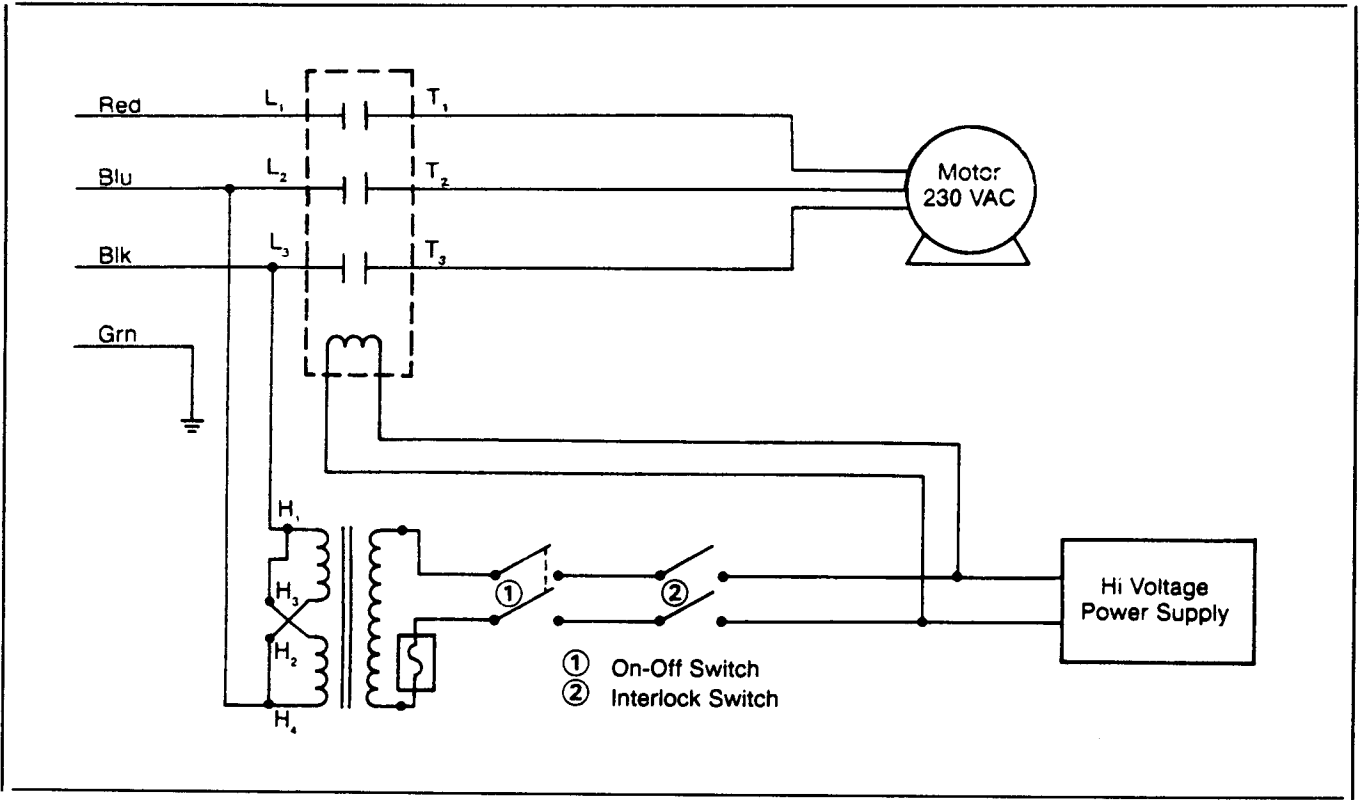 Red
L₁
T₁
Blu
L₂
T₂
Motor
230 VAC
Blk
L₃
T₃
Grn
H₁
H₃
H₂
H₄
①
②
Hi Voltage
Power Supply
① On-Off Switch
② Interlock Switch